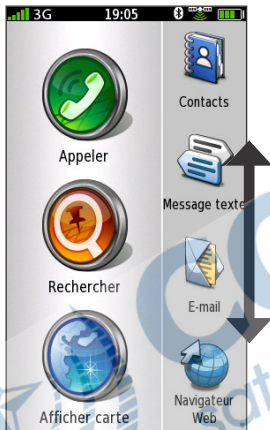 3G 19:05
Contacts
Appeler
Message texte
Rechercher
E-mail
Afficher carte
Navigateur
Web